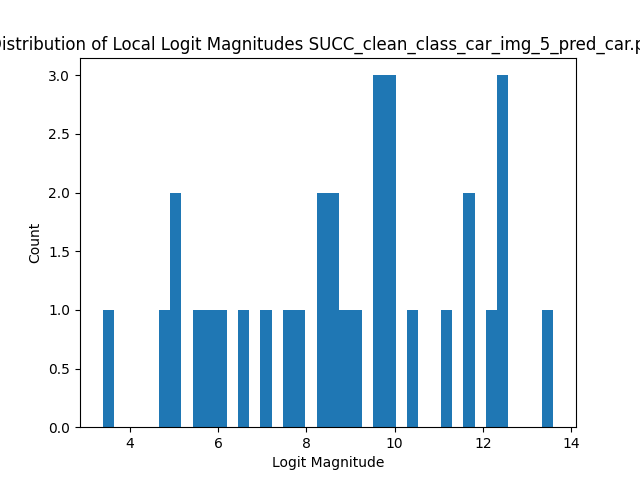 istribution of Local Logit Magnitudes SUCC_clean_class_car_img_5_pred_car.p
3.0
2.5
2.0
1.5
1.0
0.5
0.0
Count
4 6 8 10 12 14
Logit Magnitude